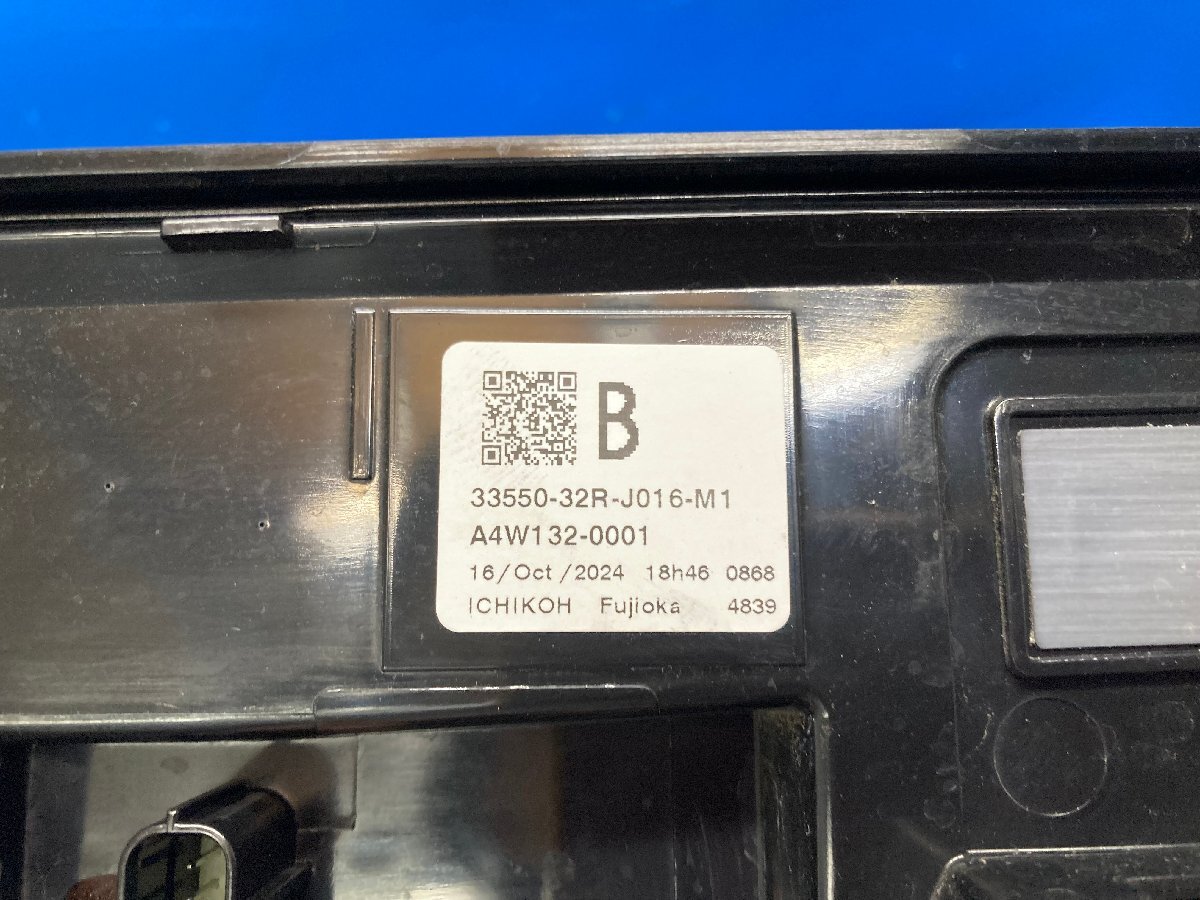 B
33550-32R-J016-M1
A4W132-0001
16/Oct/2024 18h46 0868
ICHIKOH Fujioka 4839